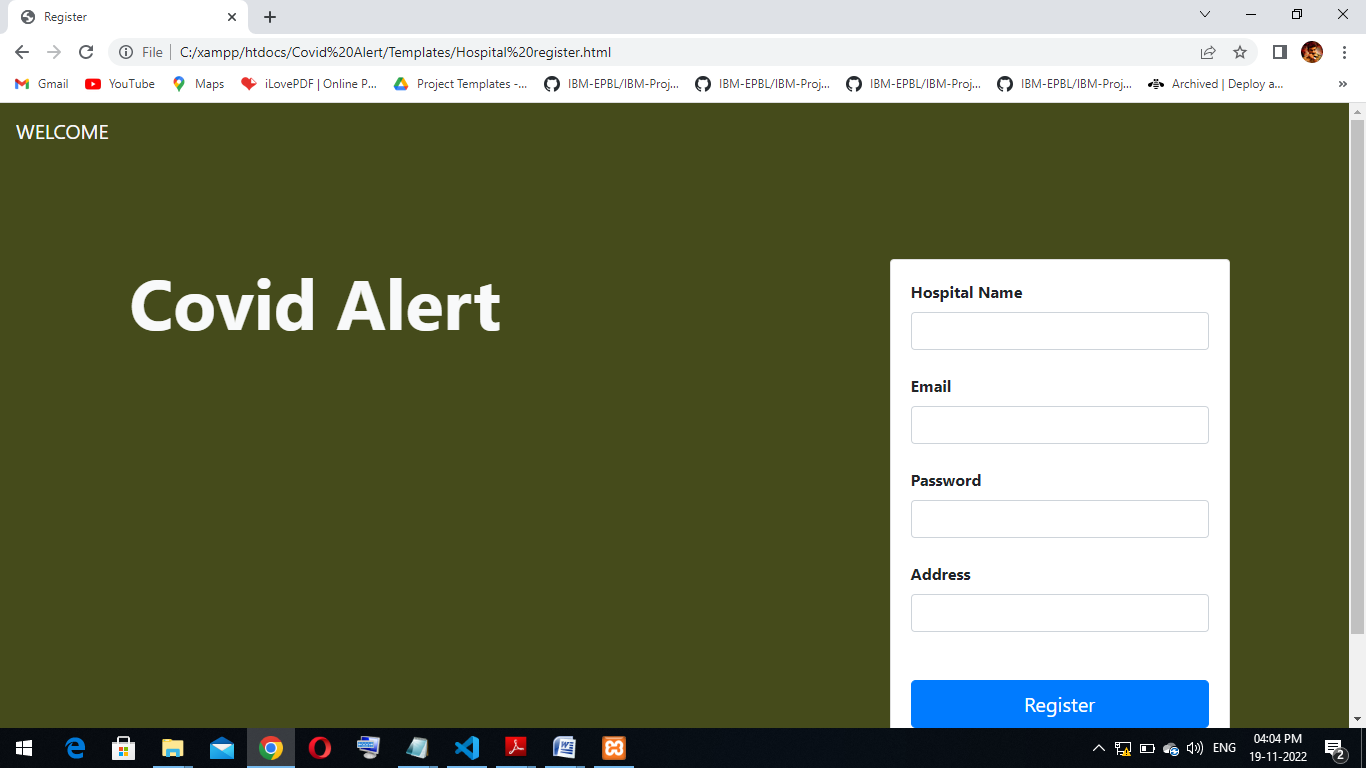 Register
File
C:/xampp/htdocs/Covid%20Alert/Templates/Hospital%20register.html
Gmail YouTube Maps iLovePDF | Online P... Project Templates -... IBM-EPBL/IBM-Proj... IBM-EPBL/IBM-Proj... IBM-EPBL/IBM-Proj... IBM-EPBL/IBM-Proj... Archived | Deploy a... »
WELCOME
Covid Alert
Hospital Name
Email
Password
Address
Register
ENG
04:04 PM
19-11-2022
2